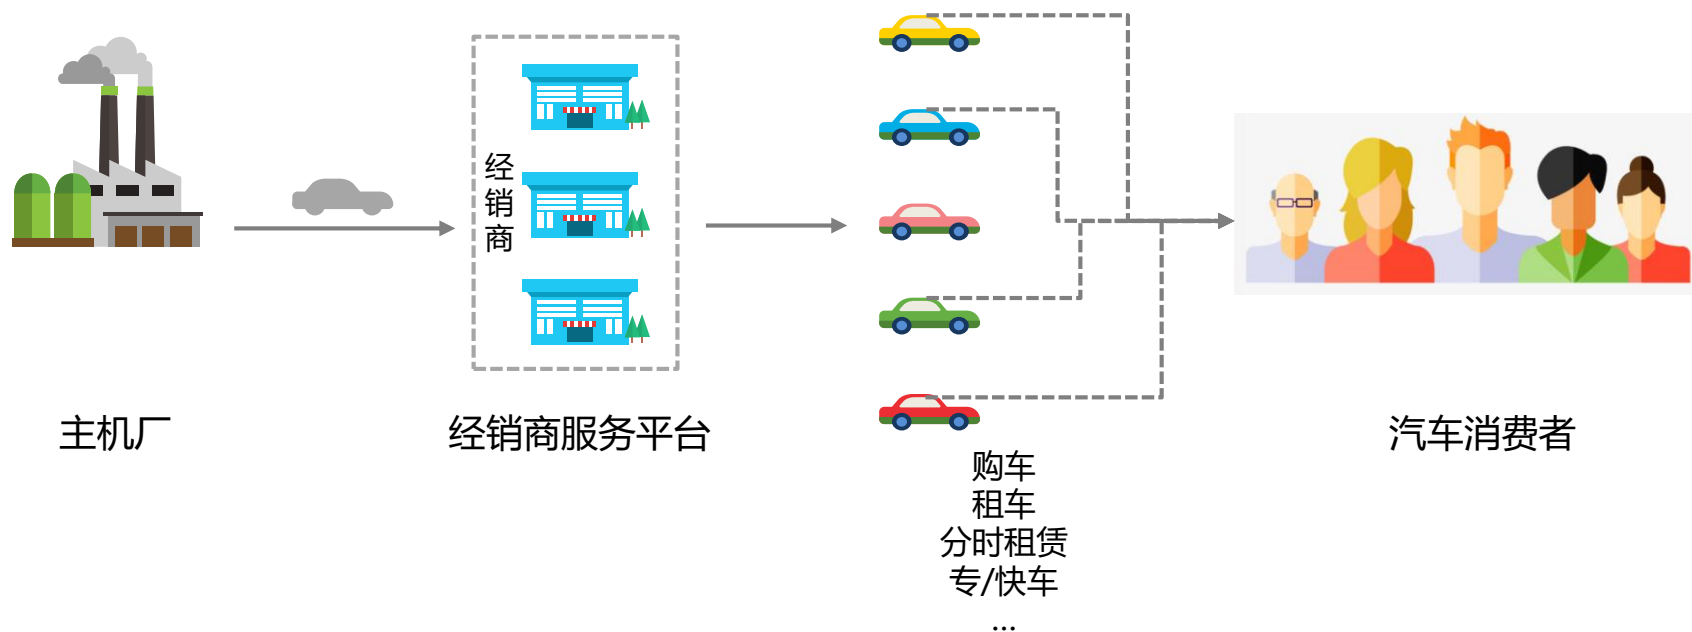 经销商
主机厂
经销商服务平台
汽车消费者
购车
租车
分时租赁
专/快车
...